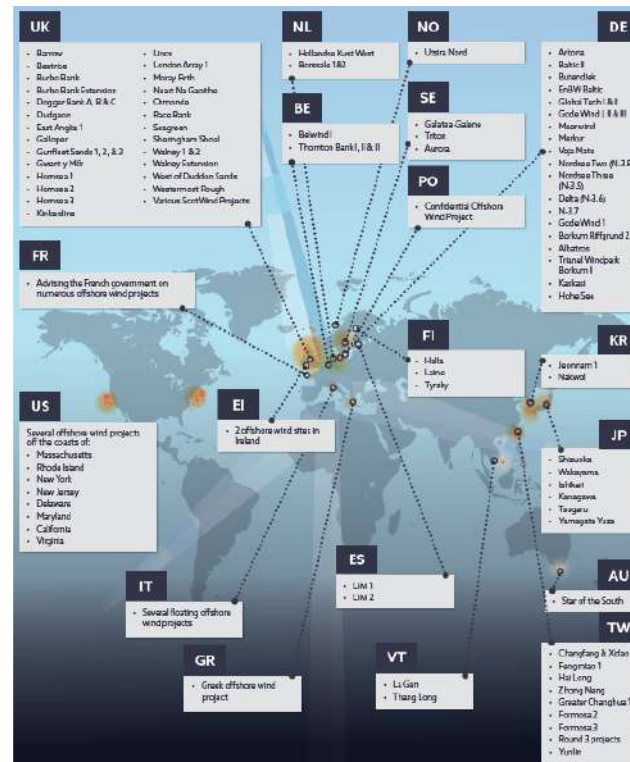 UK
Barrow
Beatrice
Burbo Bank
Burbo Bank Extension
Dogger Bank A, B & C
Dudgeon
East Anglia 1
Galloper
Gunfleet Sands 1, 2, & 3
Gwent y Môr
Hornsea 1
Hornsea 2
Hornsea 3
Kinkardine
Lincs
London Array 1
Moray Firth
Neart Na Gaoithe
Ormonde
Race Bank
Seagreen
Sheringham Shoal
Walney 1 & 2
Walney Extension
West of Duddon Sands
Westermost Rough
Various ScotWind Projects
NL
Hollandse Kust West
Borssele 1&2
NO
Utsira Nord
DE
Arkona
Baltic II
Butendiek
EnBW Baltic
Global Tech I & II
Gode Wind I, II & III
Meerwind
Merkur
Veja Mate
Nordsee Two (N-3.8)
Nordsee Three
(N-3.5)
Delta (N-3.6)
N-3.7
Gode Wind 1
Borkum Riffgrund 2
Albatros
Trianel Windpark
Borkum II
Kaskasi
Hohe See
BE
Belwind I
Thornton Bank I, II & III
SE
Galatea-Galene
Triton
Aurora
PO
Confidential Offshore
Wind Project
FR
Advising the French government on
numerous offshore wind projects
FI
Halla
Laine
Tyrsky
KR
Jeonnam 1
Nakwol
US
Several offshore wind projects
off the coasts of:
Massachusetts
Rhode Island
New York
New Jersey
Delaware
Maryland
California
Virginia
EI
2 offshore wind sites in
Ireland
JP
Shizuoka
Wakayama
Ishikari
Kanagawa
Tsugaru
Yamagata Yuza
ES
Liivi 1
Liivi 2
AU
Star of the South
IT
Several floating offshore
wind projects
TW
Changfang & Xidao
Fengmiao 1
Hai Long
Zhong Neng
Greater Changhua 1
Formosa 2
Formosa 3
Round 3 projects
Yunlin
GR
Greek offshore wind
project
VT
La Gan
Thang Long